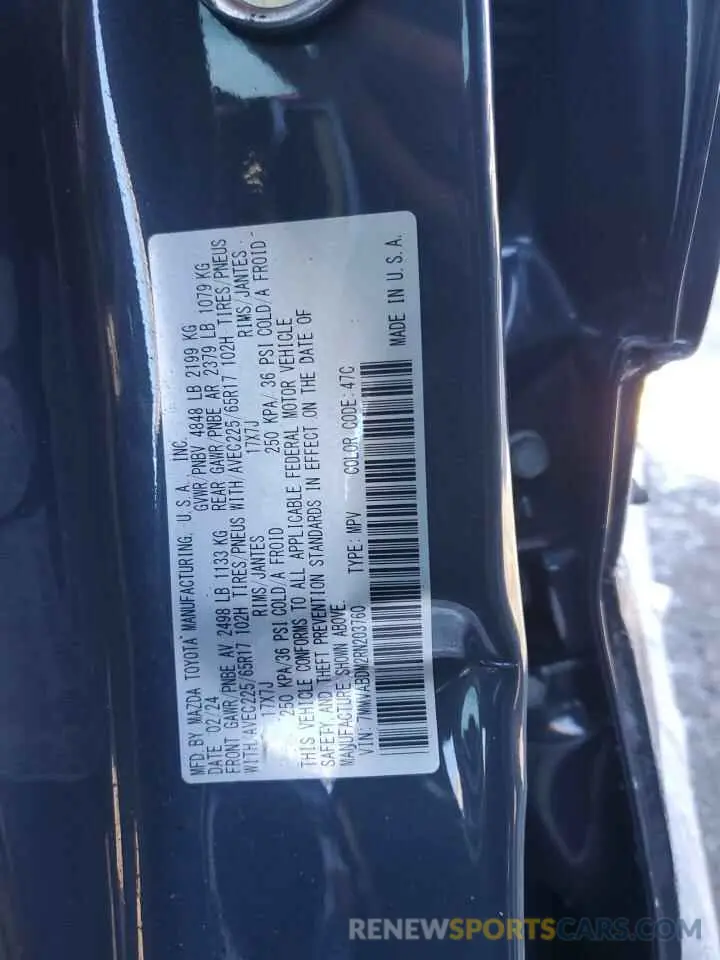 MFD BY MAZDA TOYOTA MANUFACTURING, U.S.A., INC.
DATE 02/24 GVWR/PNBV 4848 LB 2199 KG
FRONT GAWR/PNBE AV 2498 LB 1133 KG REAR GAWR/PNBE AR 2379 LB 1079 KG
WITH/AVEC225/65R17 102H TIRES/PNEUS WITH AVEC225/65R17 102H TIRES/PNEUS
17X7J RIMS/JANTES 17X7J RIMS/JANTES
250 KPA/36 PSI COLD/A FROID 250 KPA/36 PSI COLD/A FROID
THIS VEHICLE CONFORMS TO ALL APPLICABLE FEDERAL MOTOR VEHICLE
SAFETY AND THEFT PREVENTION STANDARDS IN EFFECT ON THE DATE OF
MANUFACTURE SHOWN ABOVE.
VIN: 7MMVABDM2RN203760 TYPE: MPV COLOR CODE: 47C
MADE IN U.S.A.
RENEWSPORTSCARS.COM